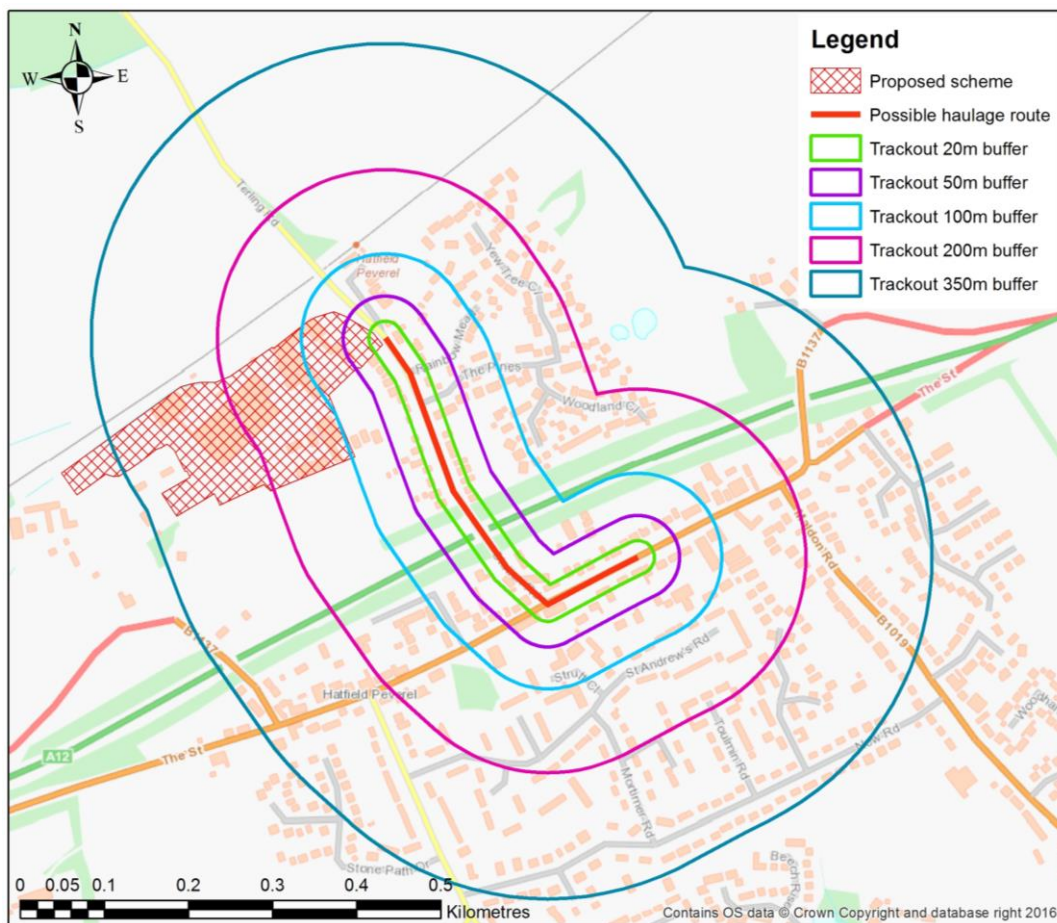 N
W E
S
Legend
Proposed scheme
Possible haulage route
Trackout 20m buffer
Trackout 50m buffer
Trackout 100m buffer
Trackout 200m buffer
Trackout 350m buffer
Terling Rd
Hatfield
Peverel
Yew Tree Cl
Rainbow Mead
The Pines
Woodland Cl
B1137
The St
Maldon Rd
B1019
St Andrew's Rd
Strutt Cl
B1137
Hatfield Peverel
The St
A12
Toulmin Rd
New Rd
Mortimer Rd
Stone Path Dr
0 0.05 0.1 0.2 0.3 0.4 0.5
Kilometres
Contains OS data © Crown Copyright and database right 2016